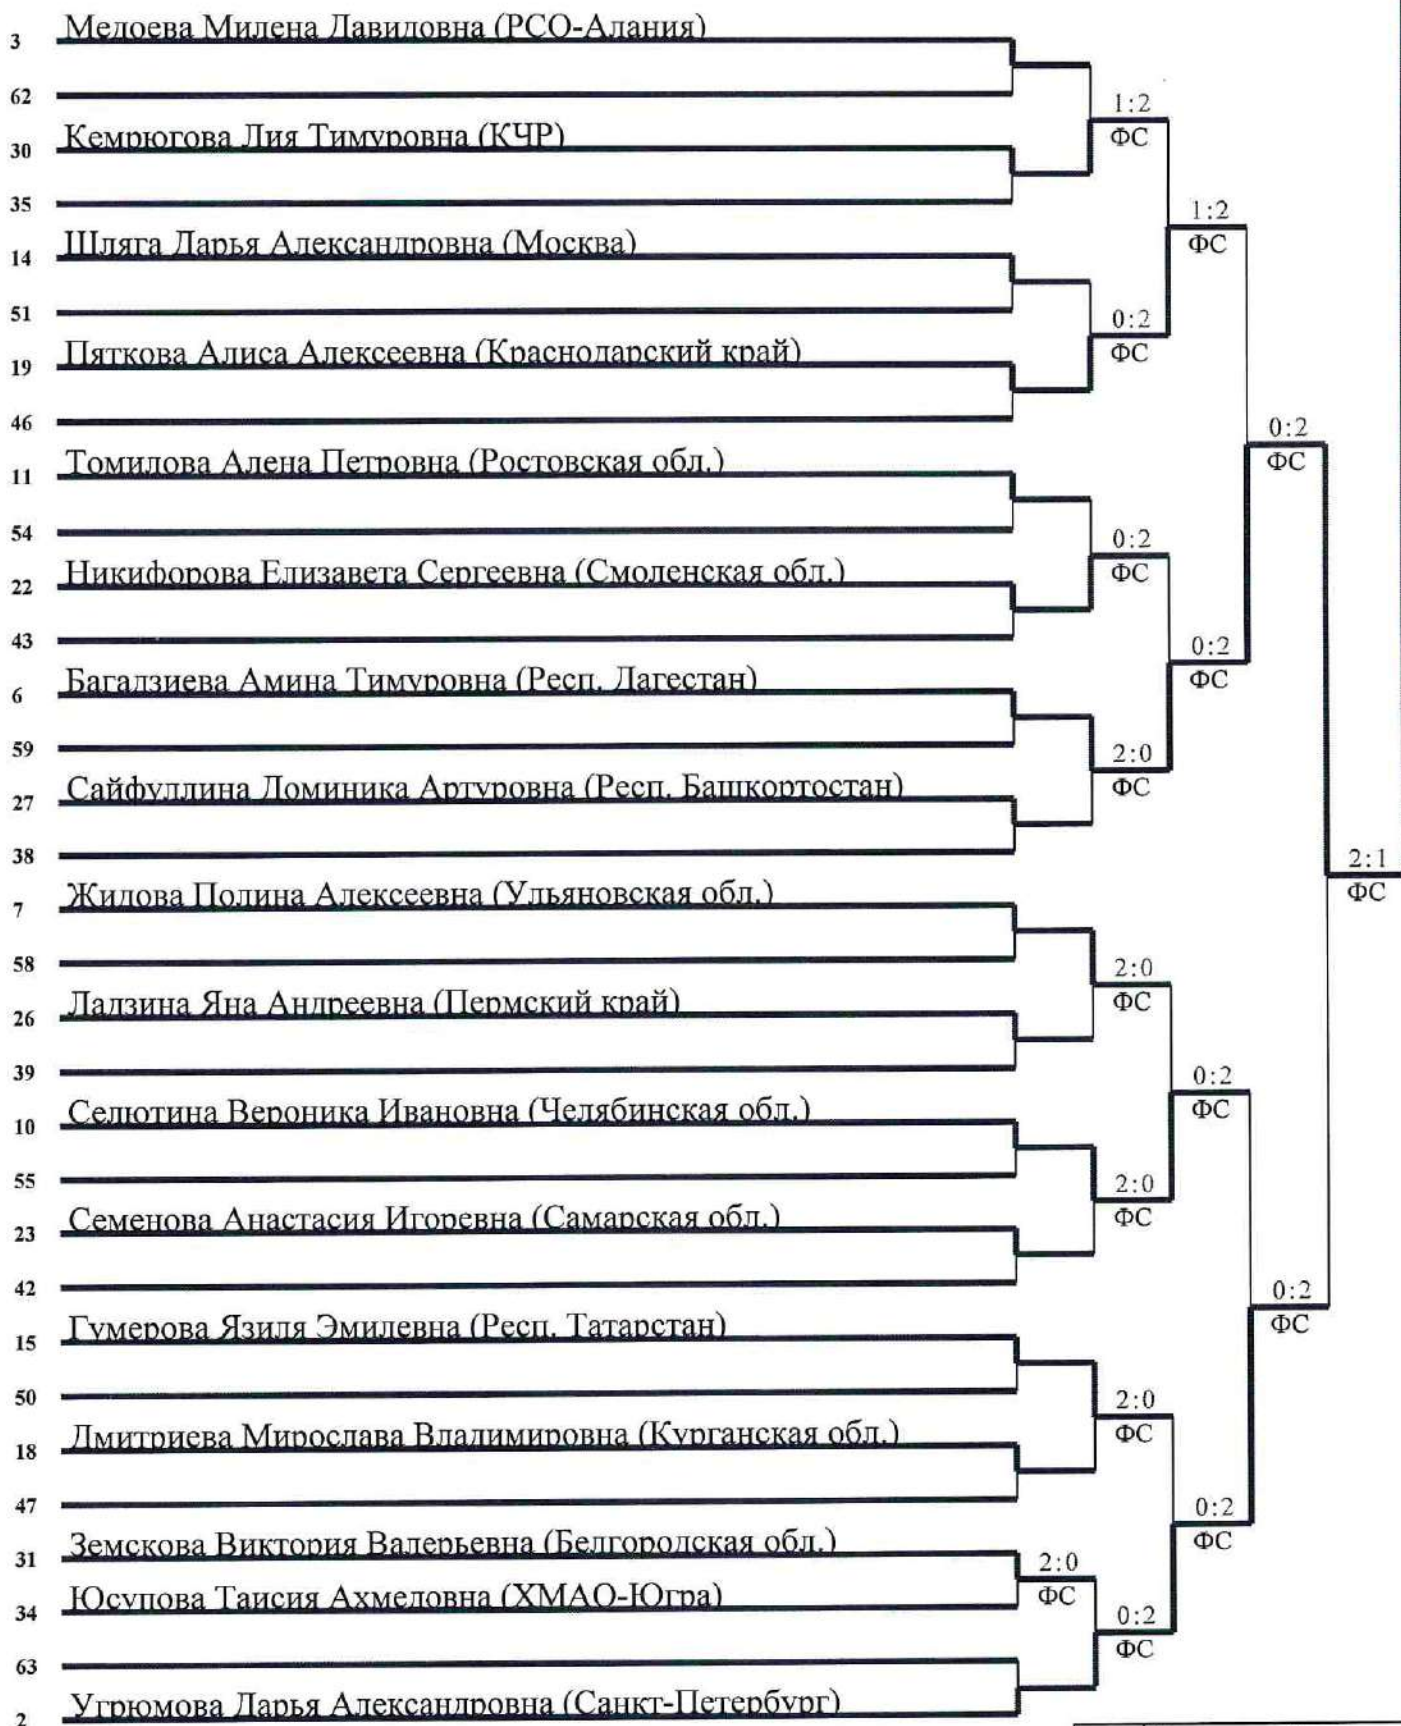 3 Медоева Милена Давидовна (РСО-Алания)
62
1:2
30 Кемрюгова Лия Тимуровна (КЧР)
ФС
35
1:2
14 Шляга Дарья Александровна (Москва)
ФС
51
0:2
19 Пяткова Алиса Алексеевна (Краснодарский край)
ФС
46
0:2
11 Томилова Алена Петровна (Ростовская обл.)
ФС
54
0:2
22 Никифорова Елизавета Сергеевна (Смоленская обл.)
ФС
43
0:2
6 Багадзиева Амина Тимуровна (Респ. Дагестан)
ФС
59
2:0
27 Сайфуллина Доминика Артуровна (Респ. Башкортостан)
ФС
38
2:1
7 Жидова Полина Алексеевна (Ульяновская обл.)
ФС
58
2:0
26 Ладзина Яна Андреевна (Пермский край)
ФС
39
0:2
10 Селютина Вероника Ивановна (Челябинская обл.)
ФС
55
2:0
23 Семенова Анастасия Игоревна (Самарская обл.)
ФС
42
0:2
15 Гумерова Язиля Эмилевна (Респ. Татарстан)
ФС
50
2:0
18 Дмитриева Мирослава Владимировна (Курганская обл.)
ФС
47
0:2
31 Земскова Виктория Валерьевна (Белгородская обл.)
ФС
2:0
34 Юсупова Таисия Ахмедовна (ХМАО-Югра)
ФС
0:2
63
ФС
2 Угрюмова Дарья Александровна (Санкт-Петербург)